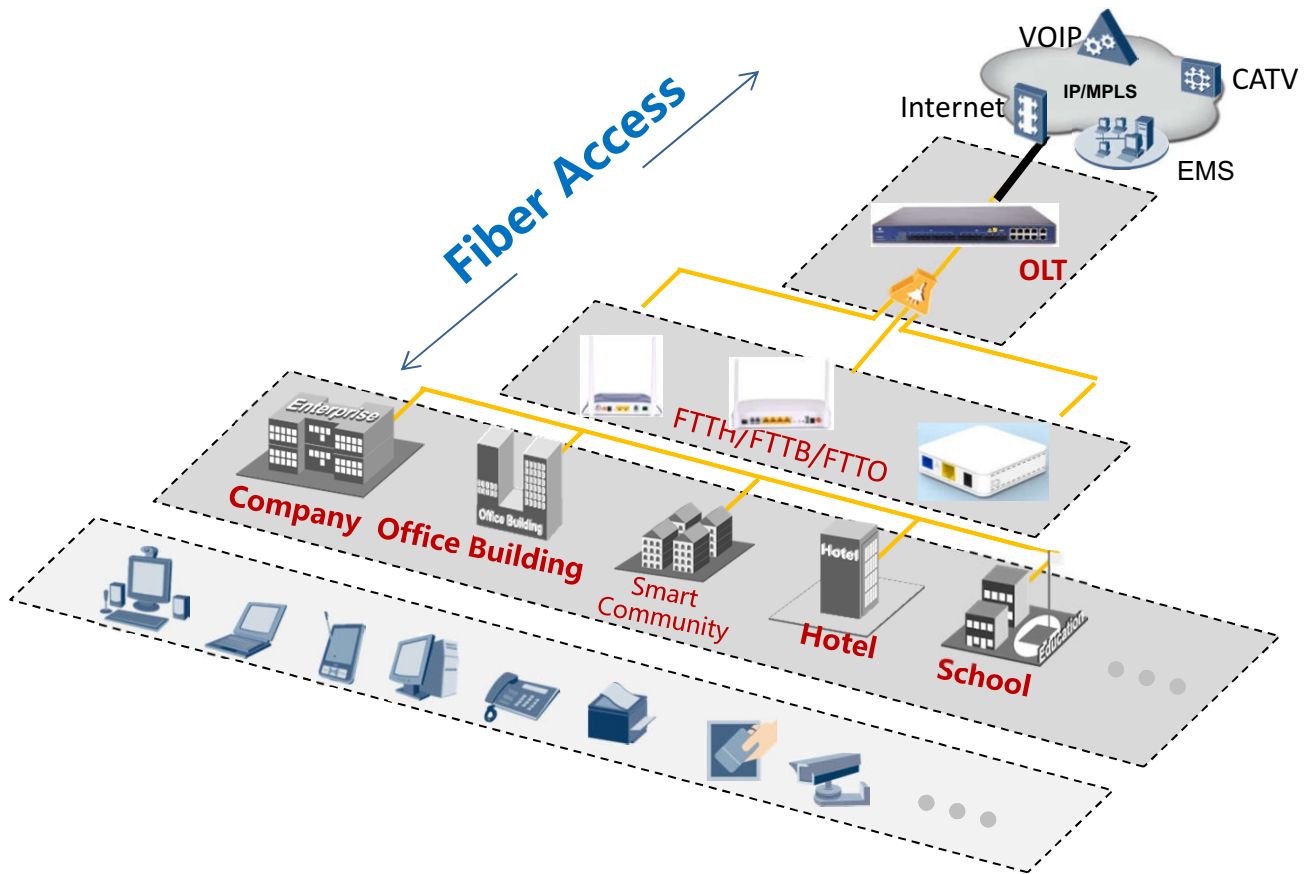 VOIP
CATV
IP/MPLS
Internet
EMS
Fiber Access
OLT
FTTH/FTTB/FTTO
Enterprise
Company
Office Building
Office Building
Smart
Community
Hotel
Hotel
Education
School